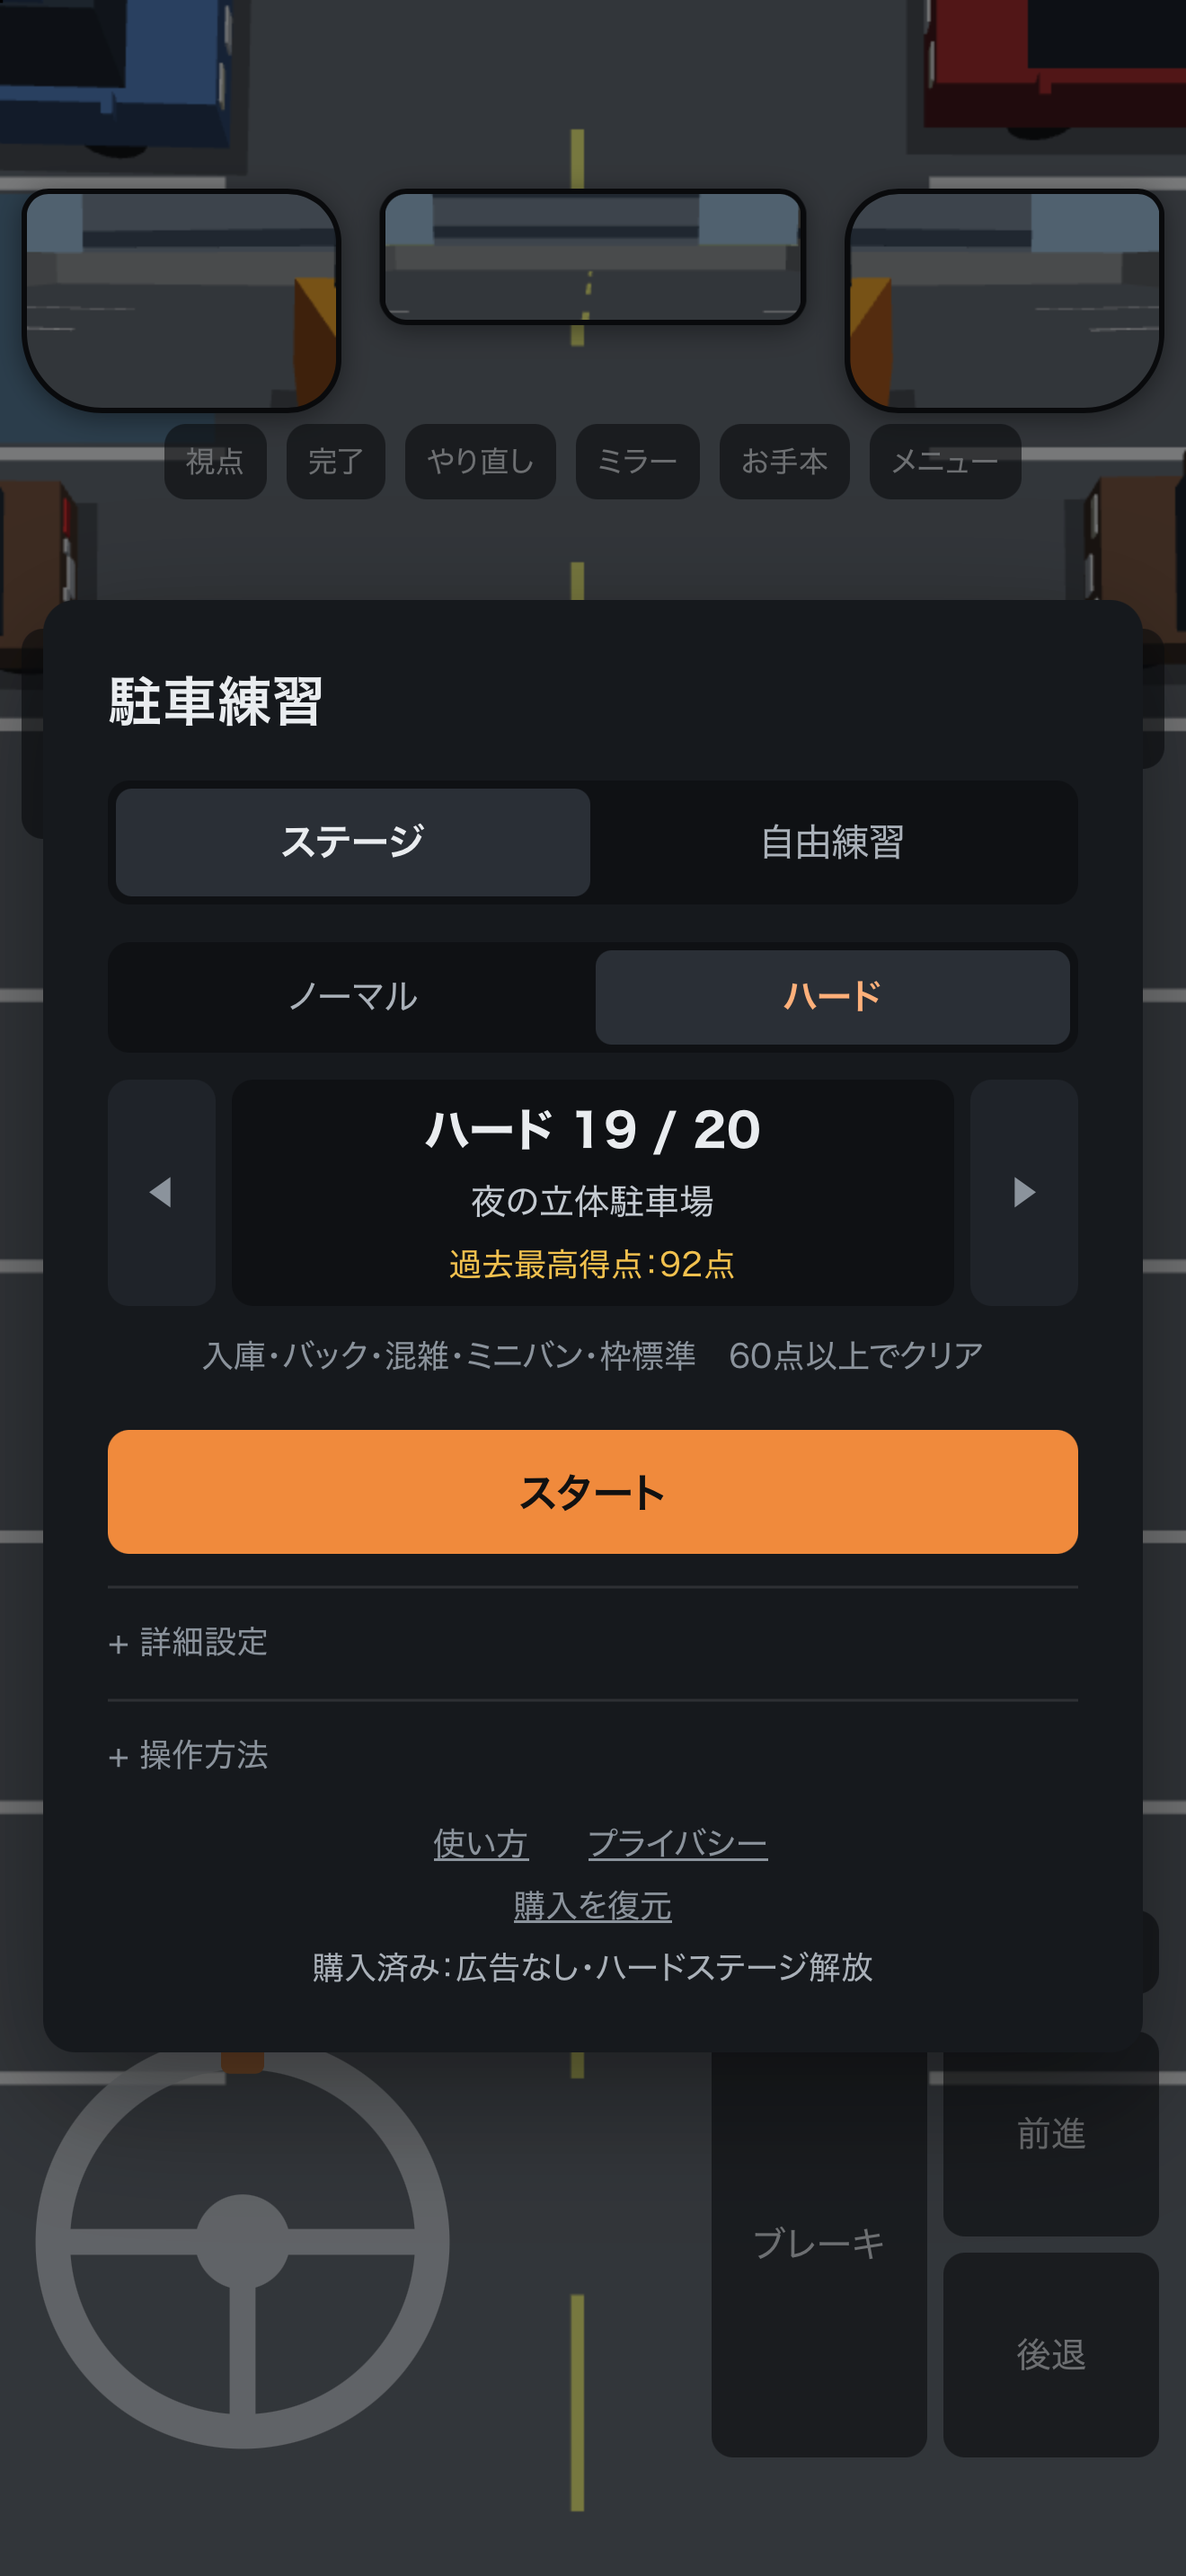 視点 完了 やり直し ミラー お手本 メニュー
駐車練習
ステージ 自由練習
ノーマル ハード
◀ ハード 19 / 20 ▶
夜の立体駐車場
過去最高得点：92点
入庫・バック・混雑・ミニバン・枠標準　60点以上でクリア
スタート
+ 詳細設定
+ 操作方法
使い方 プライバシー
購入を復元
購入済み：広告なし・ハードステージ解放
前進
ブレーキ
後退